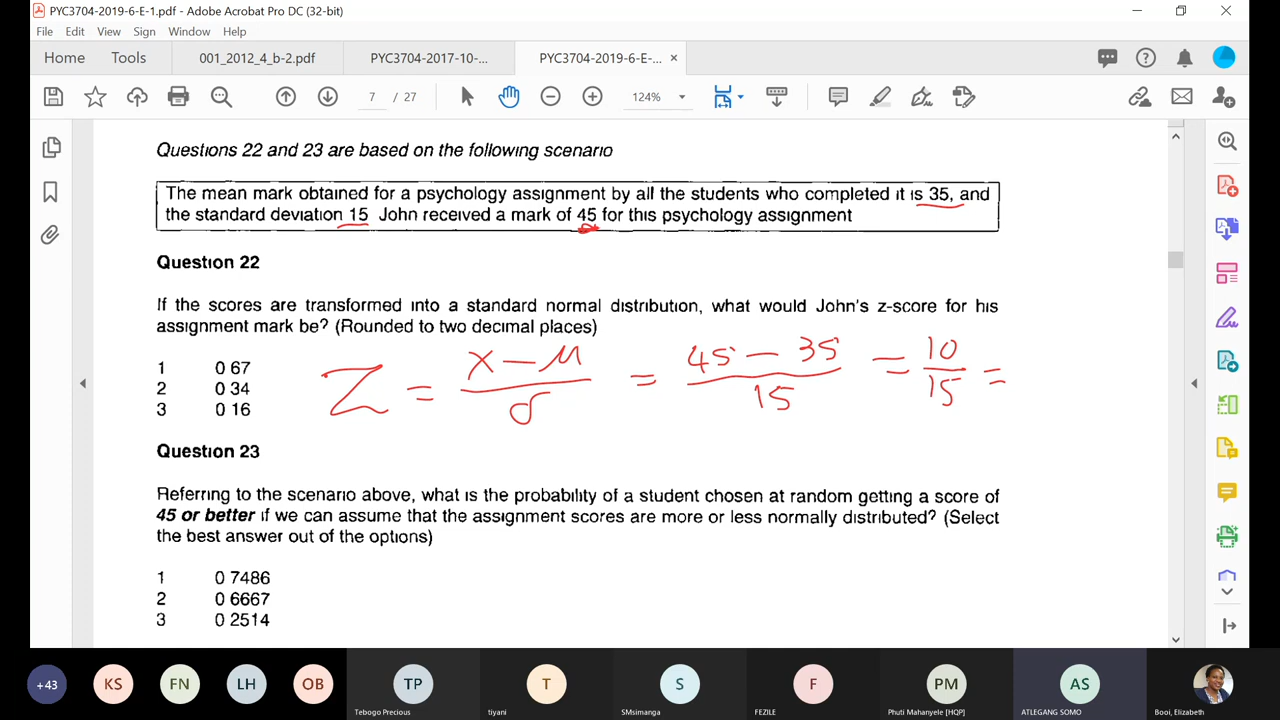 PYC3704-2019-6-E-1.pdf - Adobe Acrobat Pro DC (32-bit)
File Edit View Sign Window Help
Home Tools 001_2012_4_b-2.pdf PYC3704-2017-10-... PYC3704-2019-6-E-... ×
7 / 27 124%
Questions 22 and 23 are based on the following scenario
The mean mark obtained for a psychology assignment by all the students who completed it is 35, and
the standard deviation 15 John received a mark of 45 for this psychology assignment
Question 22
If the scores are transformed into a standard normal distribution, what would John's z-score for his
assignment mark be? (Rounded to two decimal places)
1 0 67
2 0 34
3 0 16
Z = x - μ / σ = 45 - 35 / 15 = 10 / 15 =
Question 23
Referring to the scenario above, what is the probability of a student chosen at random getting a score of
45 or better if we can assume that the assignment scores are more or less normally distributed? (Select
the best answer out of the options)
1 0 7486
2 0 6667
3 0 2514
+43 KS FN LH OB TP T S F PM AS
Tebogo Precious tiyani SMsimanga FEZILE Phuti Mahanyele [HQP] ATLEGANG SOMO Booi, Elizabeth